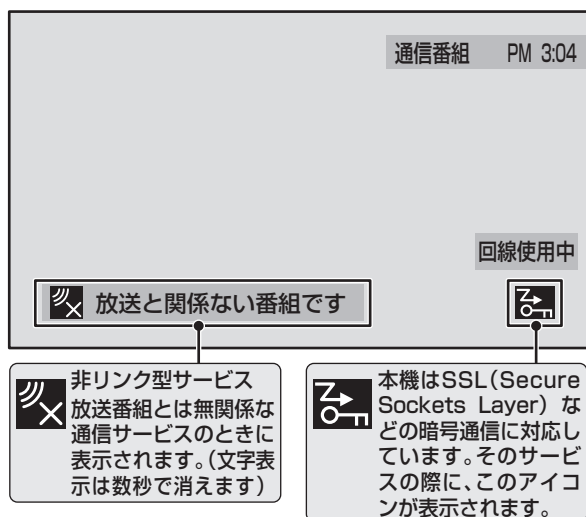 通信番組 PM 3:04
回線使用中
放送と関係ない番組です
非リンク型サービス
放送番組とは無関係な
通信サービスのときに
表示されます。(文字表
示は数秒で消えます)
本機はSSL(Secure
Sockets Layer) な
どの暗号通信に対応し
ています。そのサービ
スの際に、このアイコ
ンが表示されます。